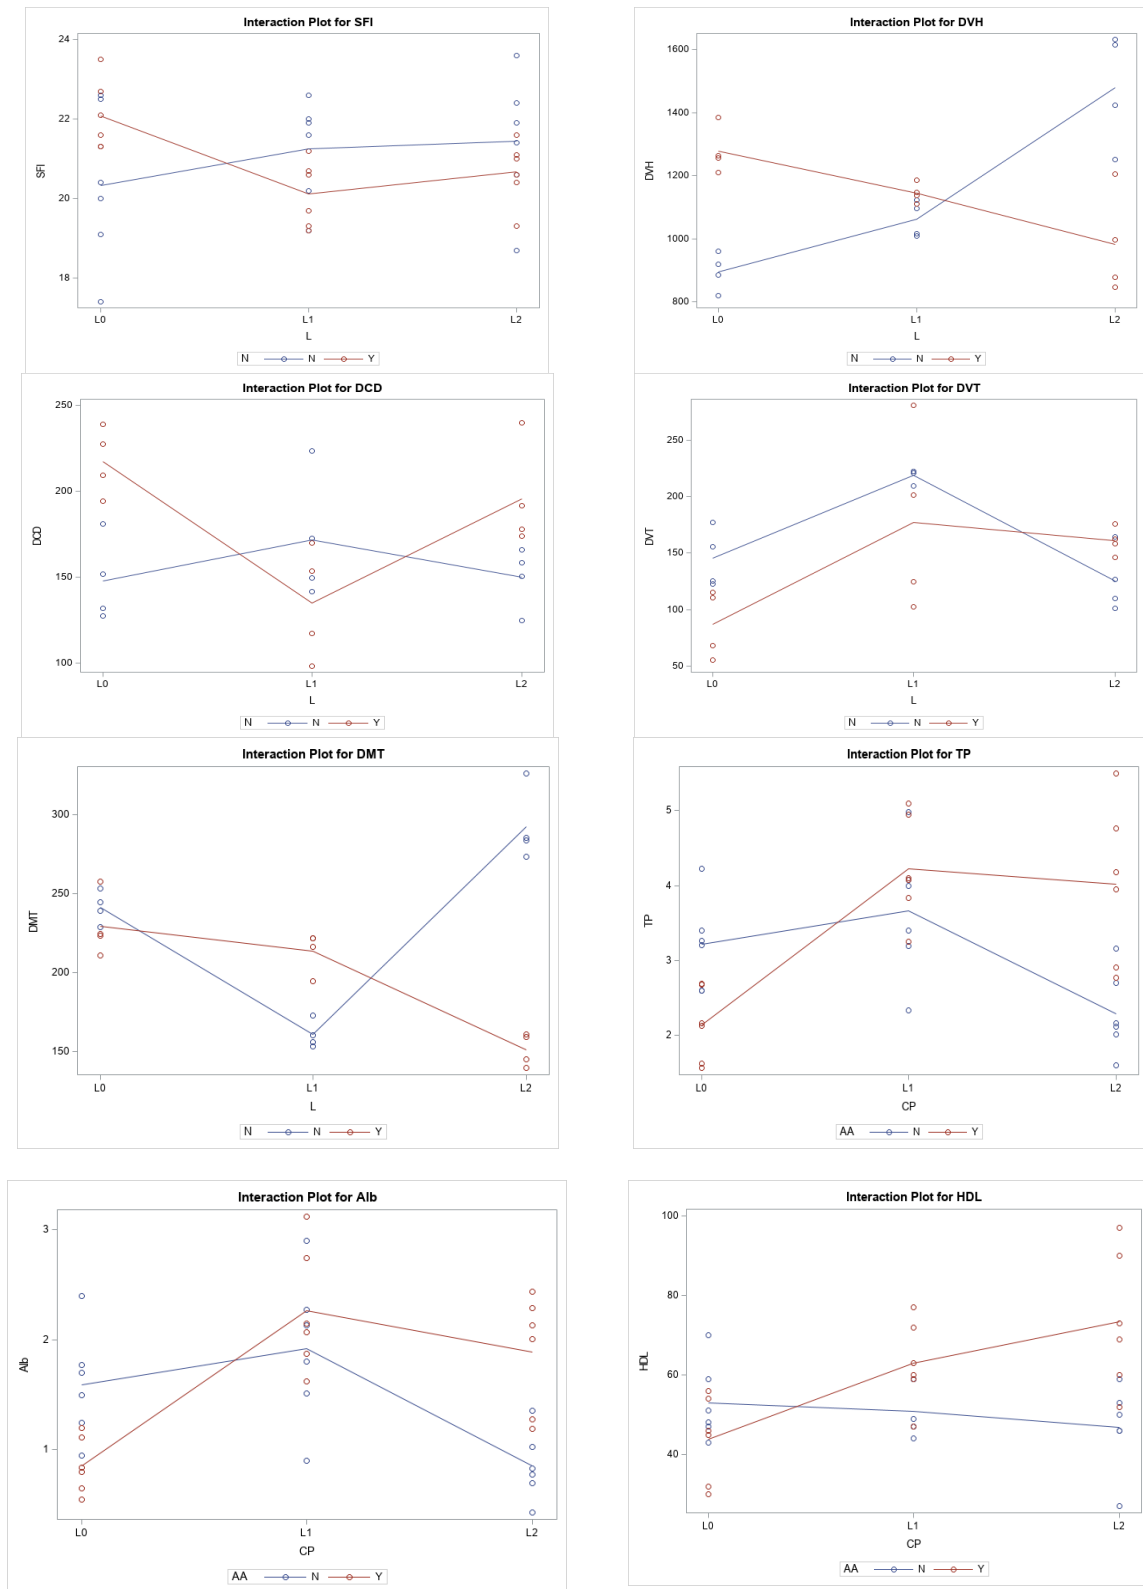 Interaction Plot for SFI
24
22
20
18
SFI
L0 L1 L2
L
N N Y
Interaction Plot for DVH
1600
1400
1200
1000
800
DVH
L0 L1 L2
L
N N Y
Interaction Plot for DCD
250
200
150
100
DCD
L0 L1 L2
L
N N Y
Interaction Plot for DVT
250
200
150
100
50
DVT
L0 L1 L2
L
N N Y
Interaction Plot for DMT
300
250
200
150
DMT
L0 L1 L2
L
N N Y
Interaction Plot for TP
5
4
3
2
TP
L0 L1 L2
CP
AA N Y
Interaction Plot for Alb
3
2
1
Alb
L0 L1 L2
CP
AA N Y
Interaction Plot for HDL
100
80
60
40
HDL
L0 L1 L2
CP
AA N Y